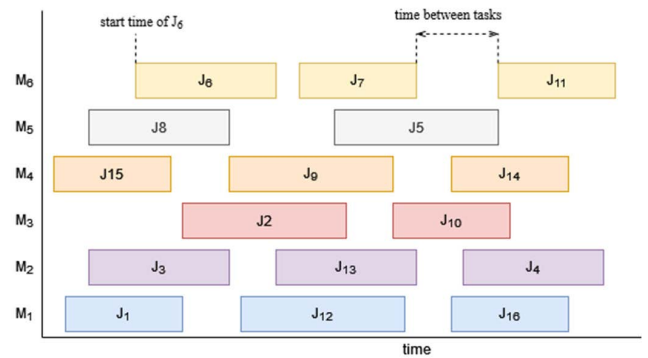 start time of J₆
time between tasks
M₆ J₆ J₇ J₁₁
M₅ J8 J5
M₄ J15 J₉ J₁₄
M₃ J2 J₁₀
M₂ J₃ J₁₃ J₄
M₁ J₁ J₁₂ J₁₆
time